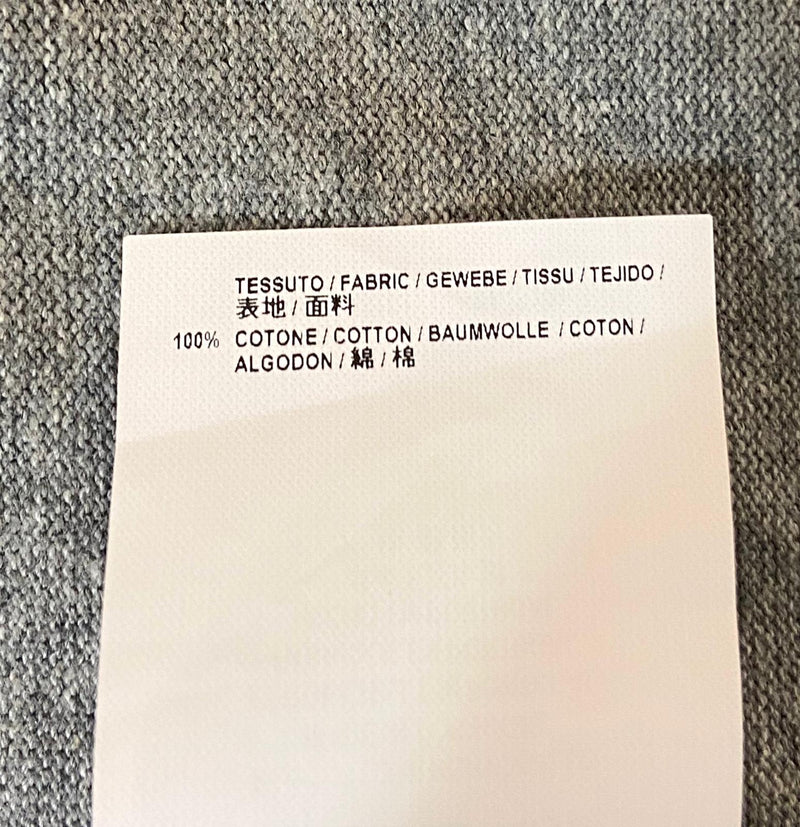 TESSUTO / FABRIC / GEWEBE / TISSU / TEJIDO /
表地 / 面料
100% COTONE / COTTON / BAUMWOLLE / COTON /
ALGODON / 綿 / 棉